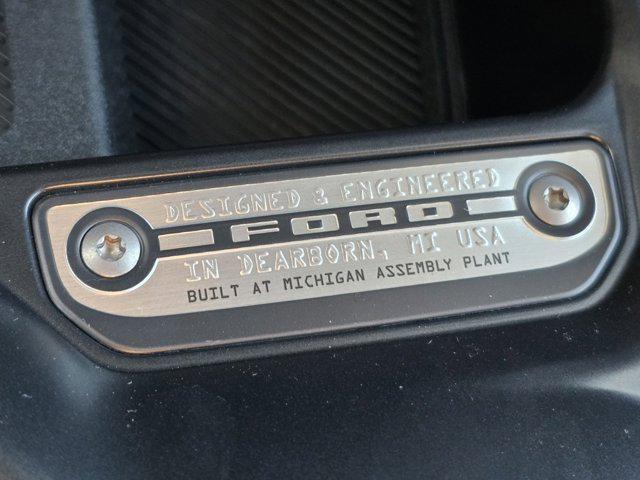 DESIGNED & ENGINEERED
FORD
IN DEARBORN, MI USA
BUILT AT MICHIGAN ASSEMBLY PLANT